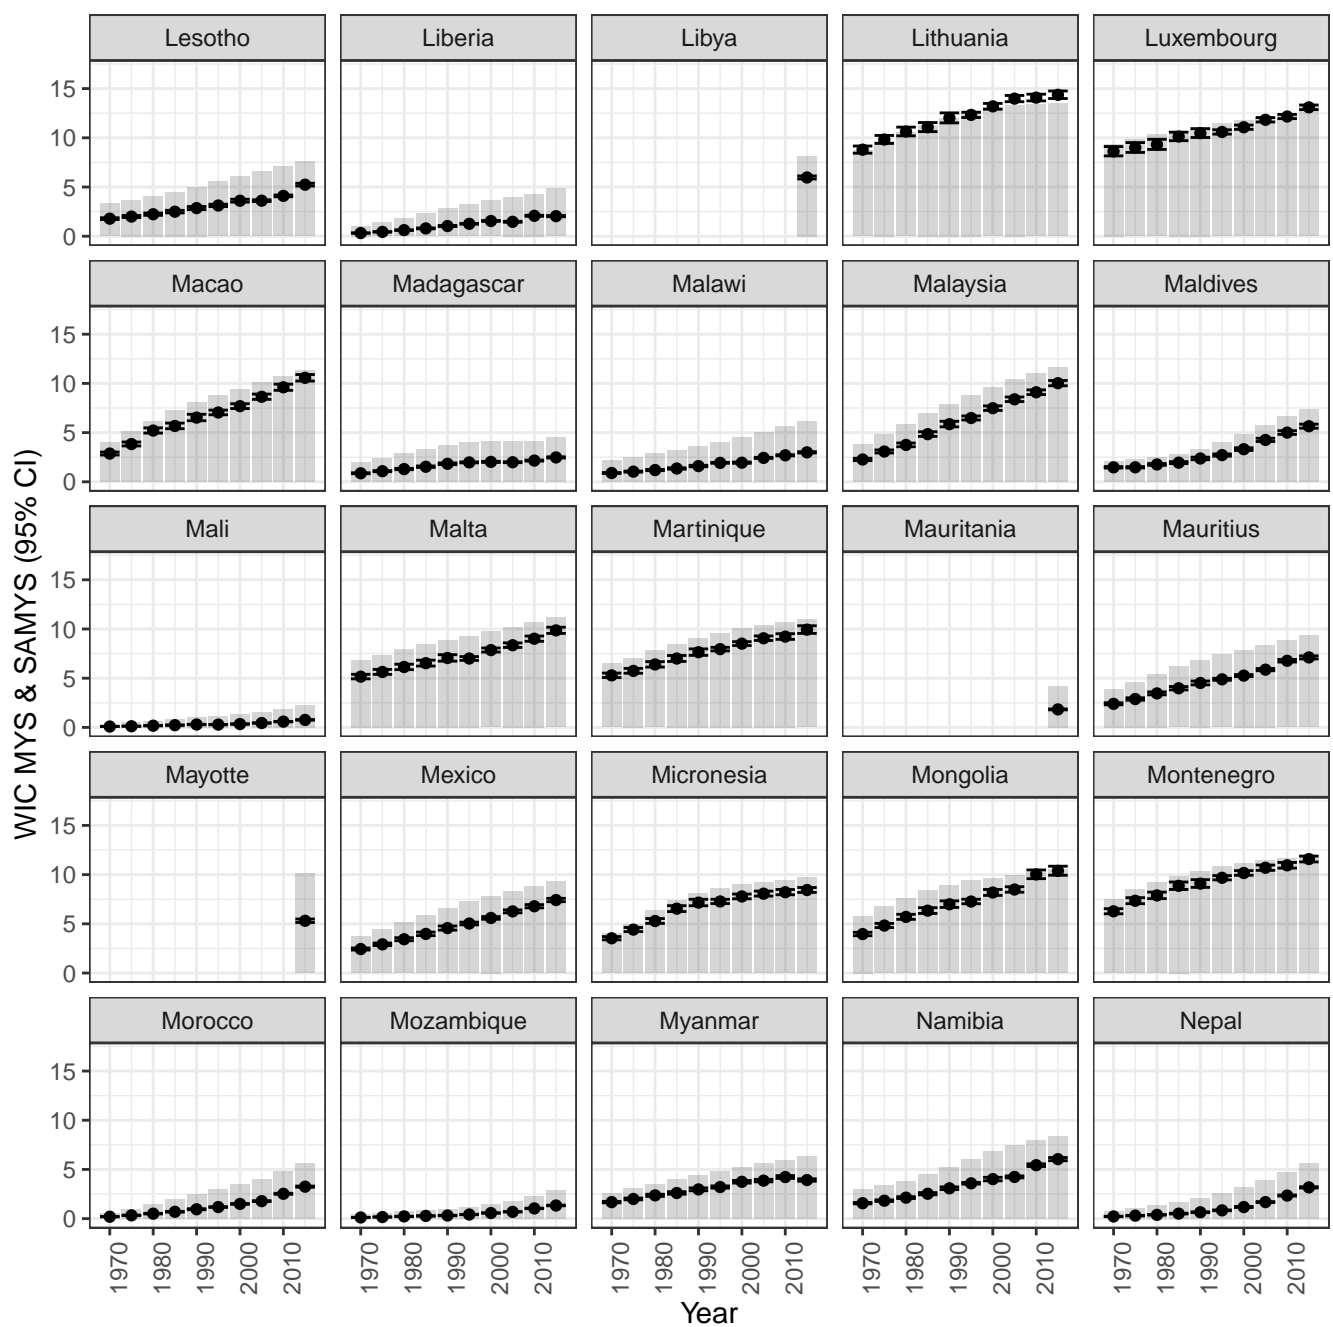 Lesotho Liberia Libya Lithuania Luxembourg
15
10
5
0
Macao Madagascar Malawi Malaysia Maldives
15
10
5
0
Mali Malta Martinique Mauritania Mauritius
15
10
5
0
Mayotte Mexico Micronesia Mongolia Montenegro
15
10
5
0
Morocco Mozambique Myanmar Namibia Nepal
15
10
5
0
WIC MYS & SAMYS (95% CI)
1970 1980 1990 2000 2010 1970 1980 1990 2000 2010 1970 1980 1990 2000 2010 1970 1980 1990 2000 2010 1970 1980 1990 2000 2010
Year